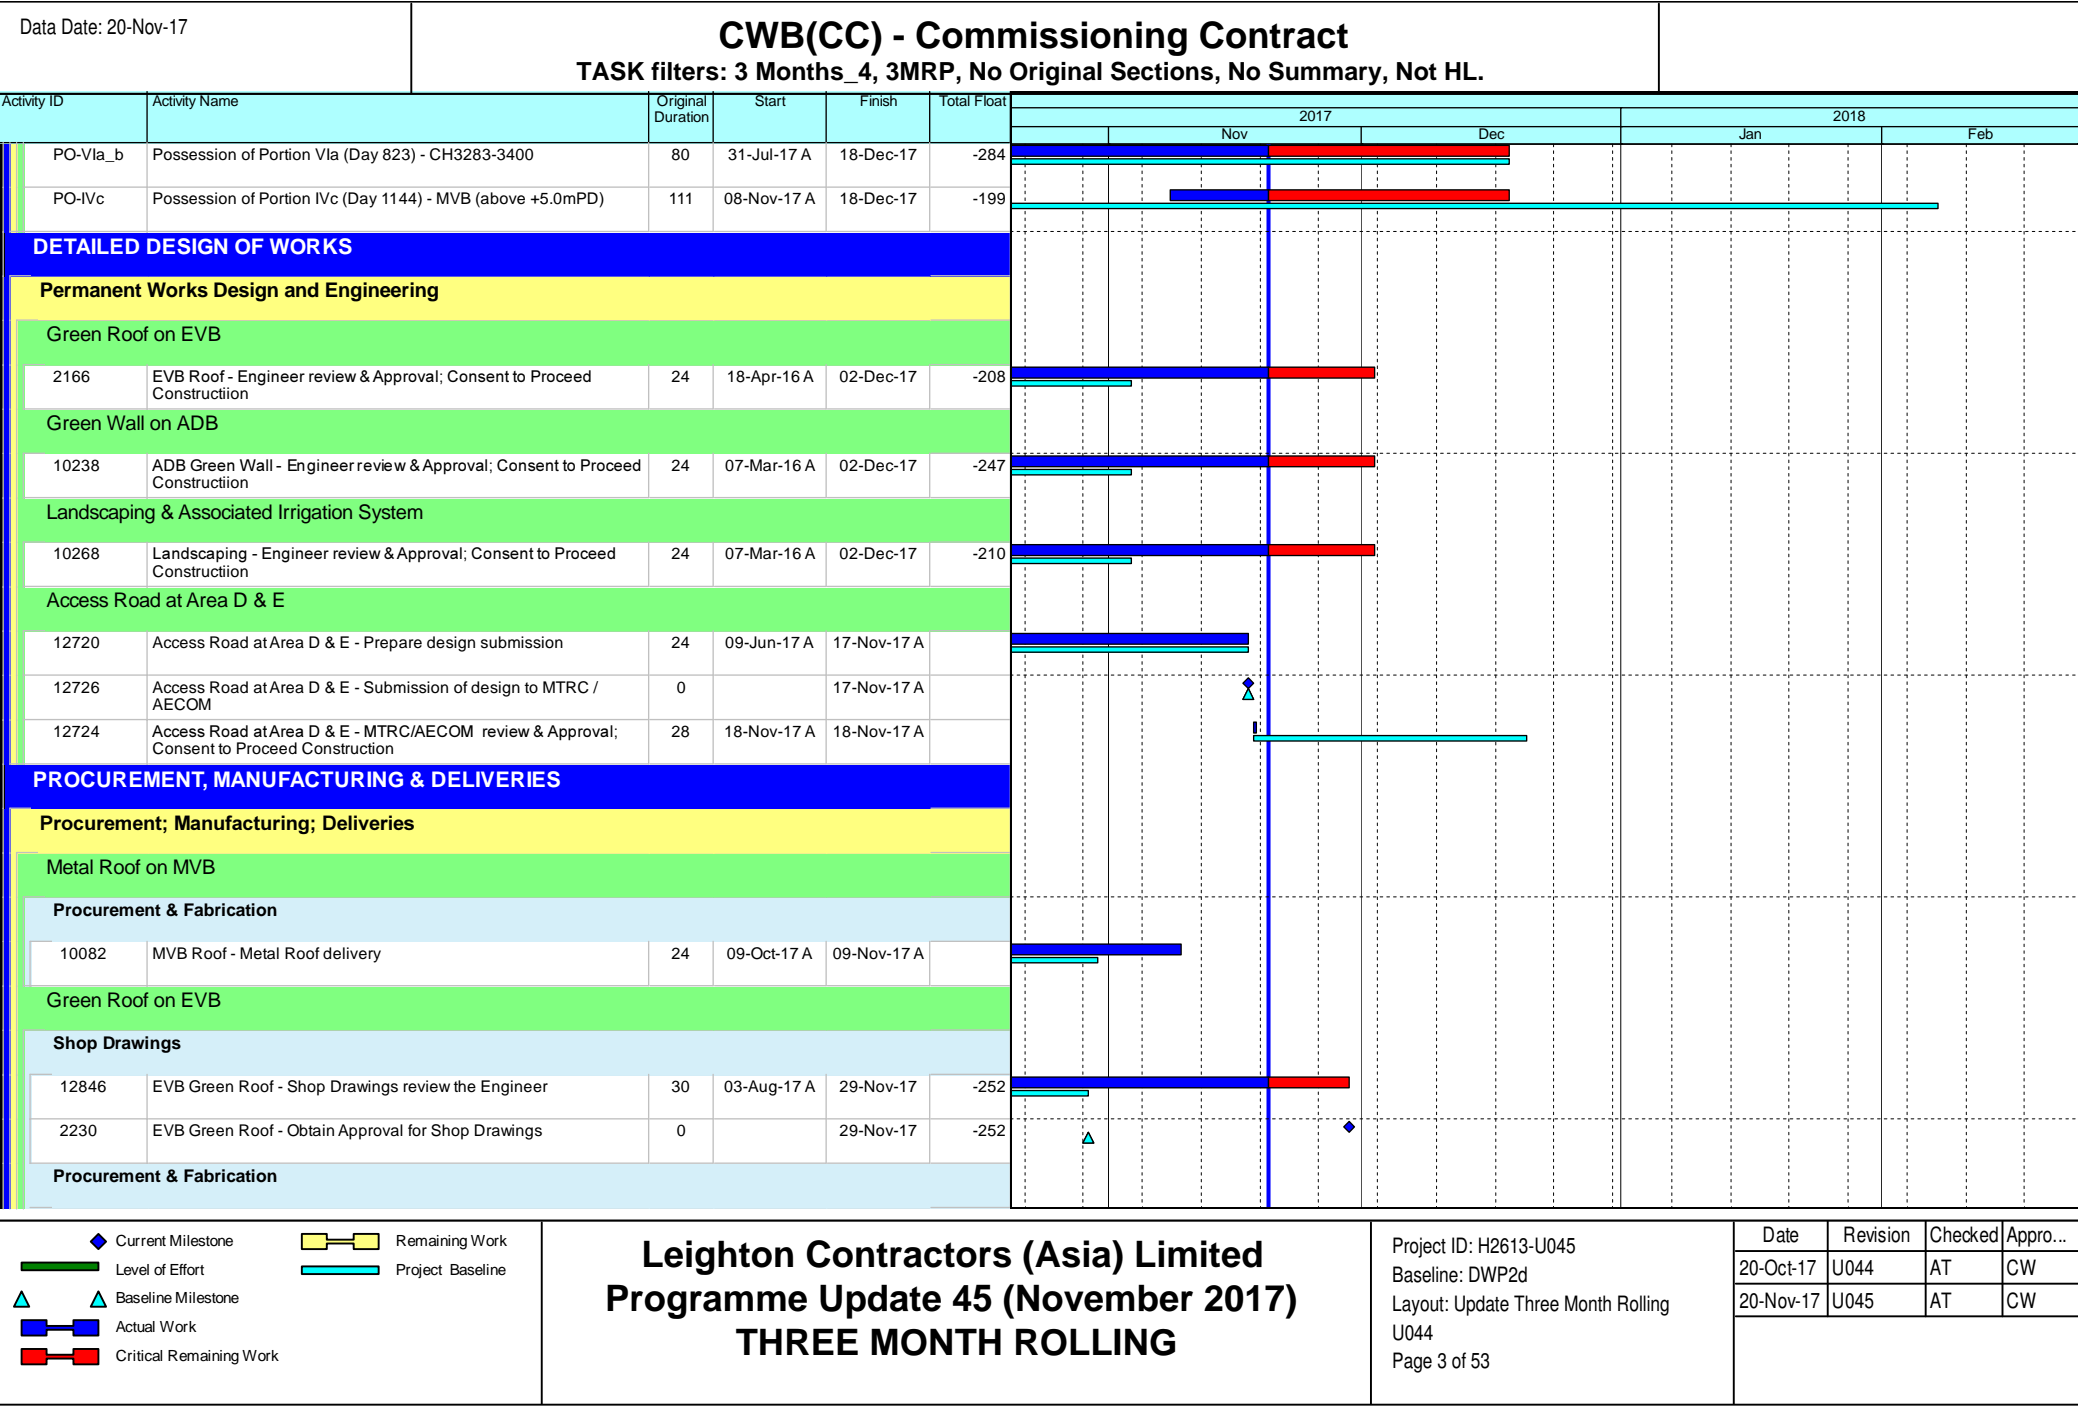 Data Date: 20-Nov-17
CWB(CC) - Commissioning Contract
TASK filters: 3 Months_4, 3MRP, No Original Sections, No Summary, Not HL.
Activity ID Activity Name Original Duration Start Finish Total Float
2017 2018
Nov Dec Jan Feb
PO-VIa_b Possession of Portion VIa (Day 823) - CH3283-3400 80 31-Jul-17 A 18-Dec-17 -284
PO-IVc Possession of Portion IVc (Day 1144) - MVB (above +5.0mPD) 111 08-Nov-17 A 18-Dec-17 -199
DETAILED DESIGN OF WORKS
Permanent Works Design and Engineering
Green Roof on EVB
2166 EVB Roof - Engineer review & Approval; Consent to Proceed 24 18-Apr-16 A 02-Dec-17 -208
Constructiion
Green Wall on ADB
10238 ADB Green Wall - Engineer review & Approval; Consent to Proceed 24 07-Mar-16 A 02-Dec-17 -247
Constructiion
Landscaping & Associated Irrigation System
10268 Landscaping - Engineer review & Approval; Consent to Proceed 24 07-Mar-16 A 02-Dec-17 -210
Constructiion
Access Road at Area D & E
12720 Access Road at Area D & E - Prepare design submission 24 09-Jun-17 A 17-Nov-17 A
12726 Access Road at Area D & E - Submission of design to MTRC / 0 17-Nov-17 A
AECOM
12724 Access Road at Area D & E - MTRC/AECOM review & Approval; 28 18-Nov-17 A 18-Nov-17 A
Consent to Proceed Construction
PROCUREMENT, MANUFACTURING & DELIVERIES
Procurement; Manufacturing; Deliveries
Metal Roof on MVB
Procurement & Fabrication
10082 MVB Roof - Metal Roof delivery 24 09-Oct-17 A 09-Nov-17 A
Green Roof on EVB
Shop Drawings
12846 EVB Green Roof - Shop Drawings review the Engineer 30 03-Aug-17 A 29-Nov-17 -252
2230 EVB Green Roof - Obtain Approval for Shop Drawings 0 29-Nov-17 -252
Procurement & Fabrication
Current Milestone Remaining Work
Level of Effort Project Baseline
Baseline Milestone
Actual Work
Critical Remaining Work
Leighton Contractors (Asia) Limited
Programme Update 45 (November 2017)
THREE MONTH ROLLING
Project ID: H2613-U045
Baseline: DWP2d
Layout: Update Three Month Rolling
U044
Page 3 of 53
Date Revision Checked Appro...
20-Oct-17 U044 AT CW
20-Nov-17 U045 AT CW